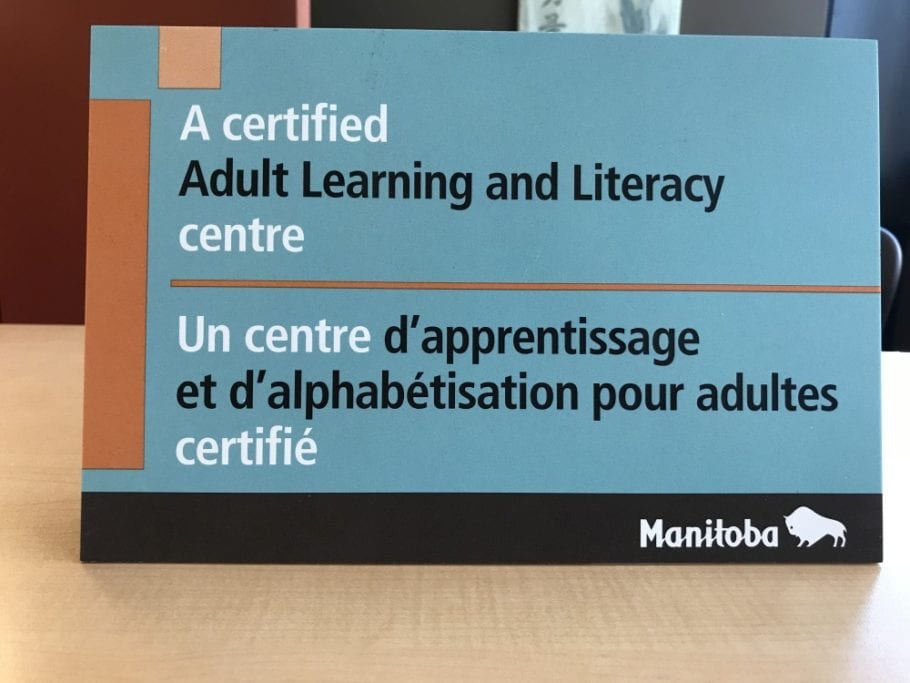 A certified
Adult Learning and Literacy
centre
Un centre d’apprentissage
et d’alphabétisation pour adultes
certifié
Manitoba